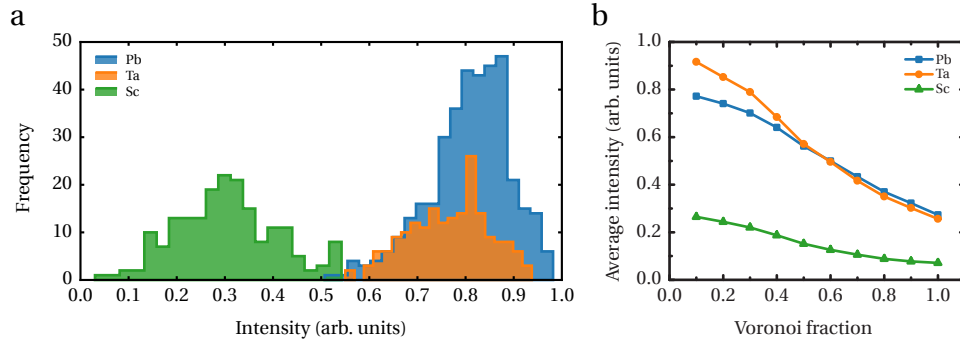 a
Frequency
50
40
30
20
10
0
Pb
Ta
Sc
0.0 0.1 0.2 0.3 0.4 0.5 0.6 0.7 0.8 0.9 1.0
Intensity (arb. units)
b
Average intensity (arb. units)
1.0
0.8
0.6
0.4
0.2
0.0
Pb
Ta
Sc
0.0 0.2 0.4 0.6 0.8 1.0
Voronoi fraction